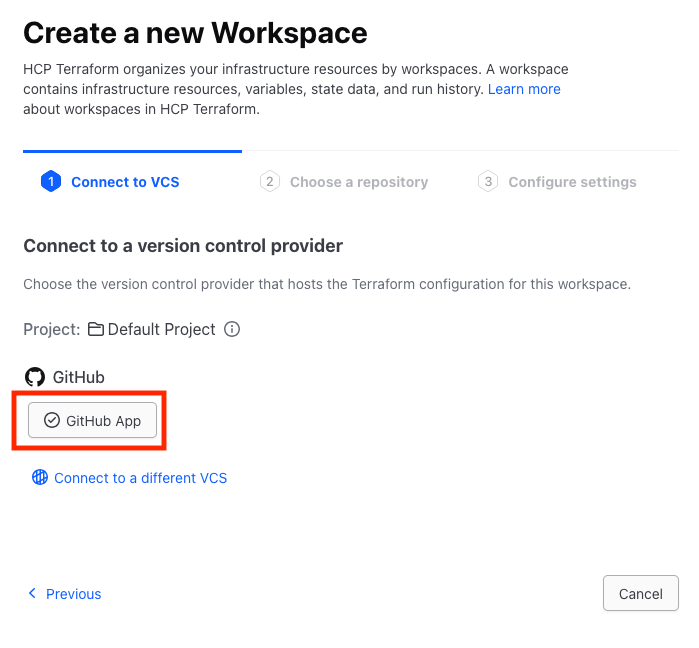 Create a new Workspace
HCP Terraform organizes your infrastructure resources by workspaces. A workspace
contains infrastructure resources, variables, state data, and run history. Learn more
about workspaces in HCP Terraform.
1 Connect to VCS
2 Choose a repository
3 Configure settings
Connect to a version control provider
Choose the version control provider that hosts the Terraform configuration for this workspace.
Project: Default Project
GitHub
GitHub App
Connect to a different VCS
Previous
Cancel